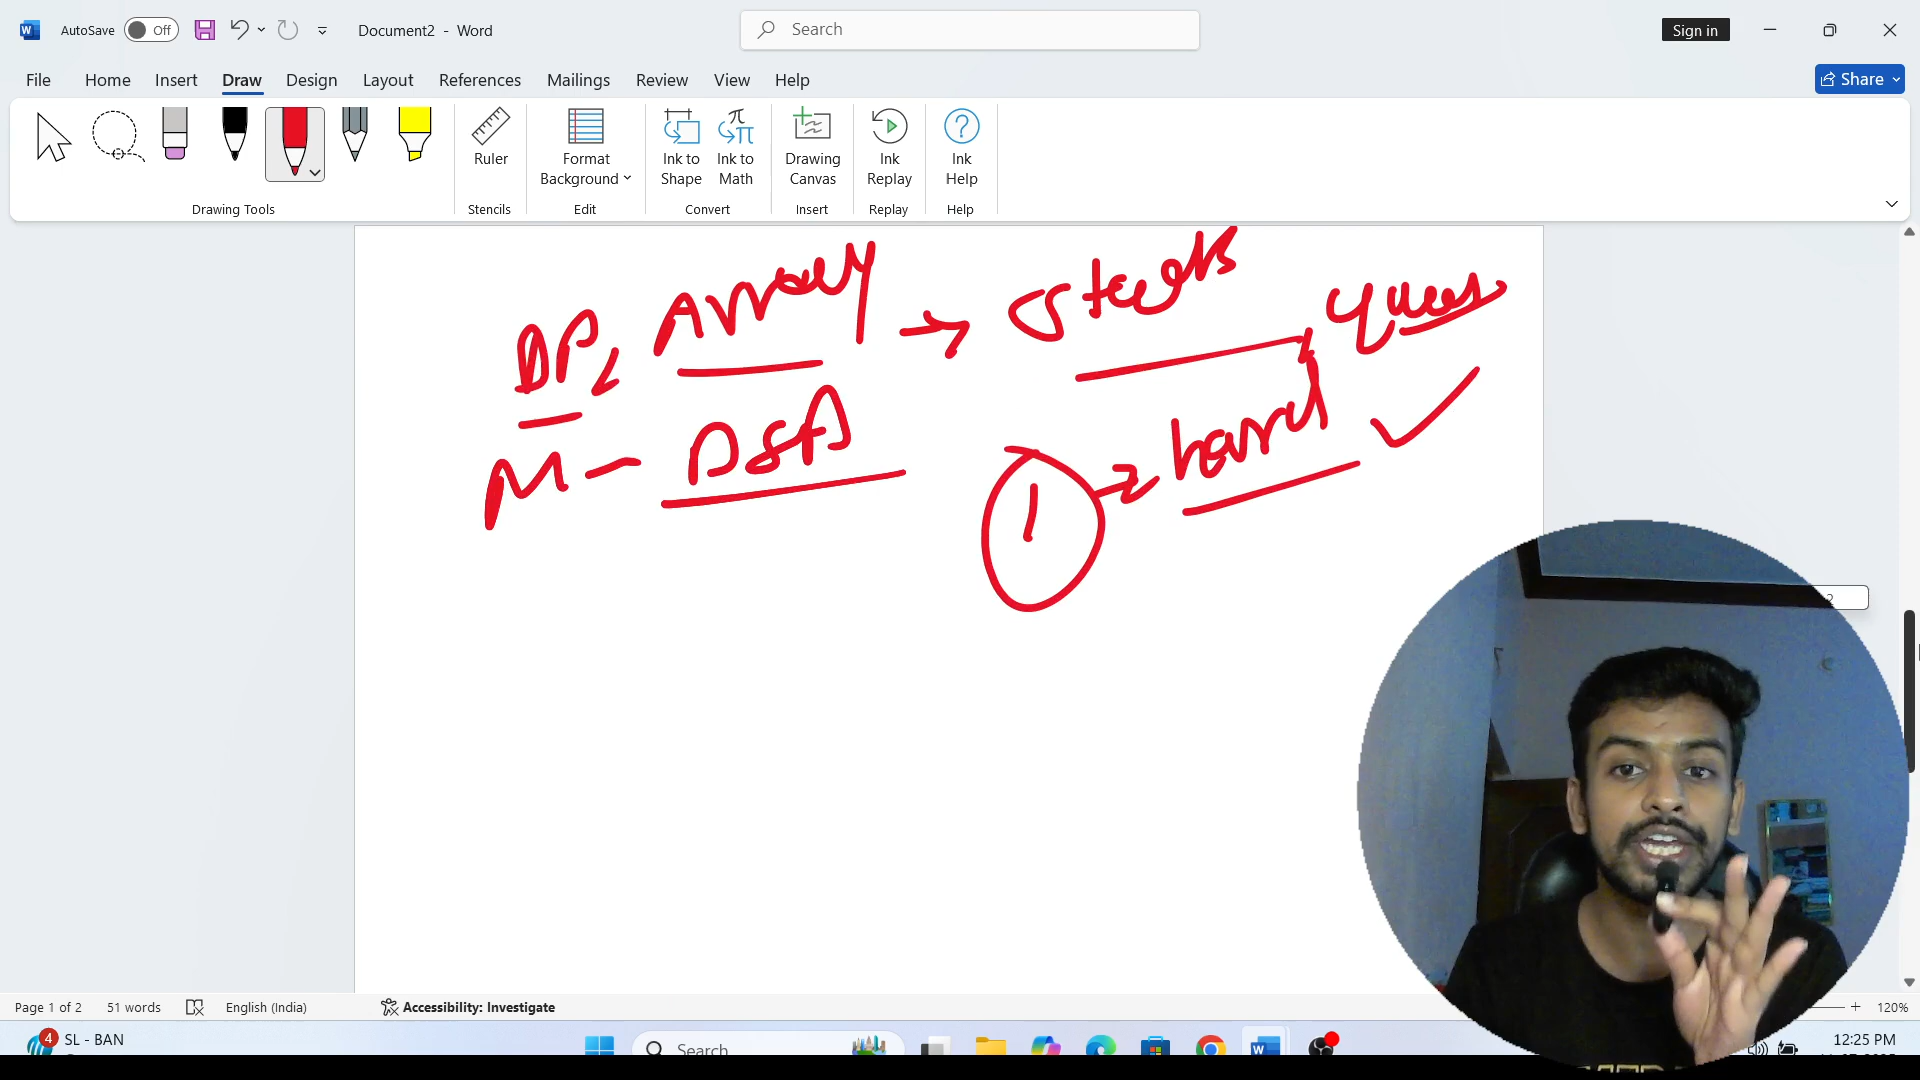 AutoSave Off Document2 - Word Search Sign in
File Home Insert Draw Design Layout References Mailings Review View Help Share
Ruler Format Background Ink to Shape Ink to Math Drawing Canvas Ink Replay Ink Help
Drawing Tools Stencils Edit Convert Insert Replay Help
DP, Array → ques
M - DSA 1 → hard
Page 1 of 2 51 words English (India) Accessibility: Investigate 120%
4 SL - BAN Search 12:25 PM